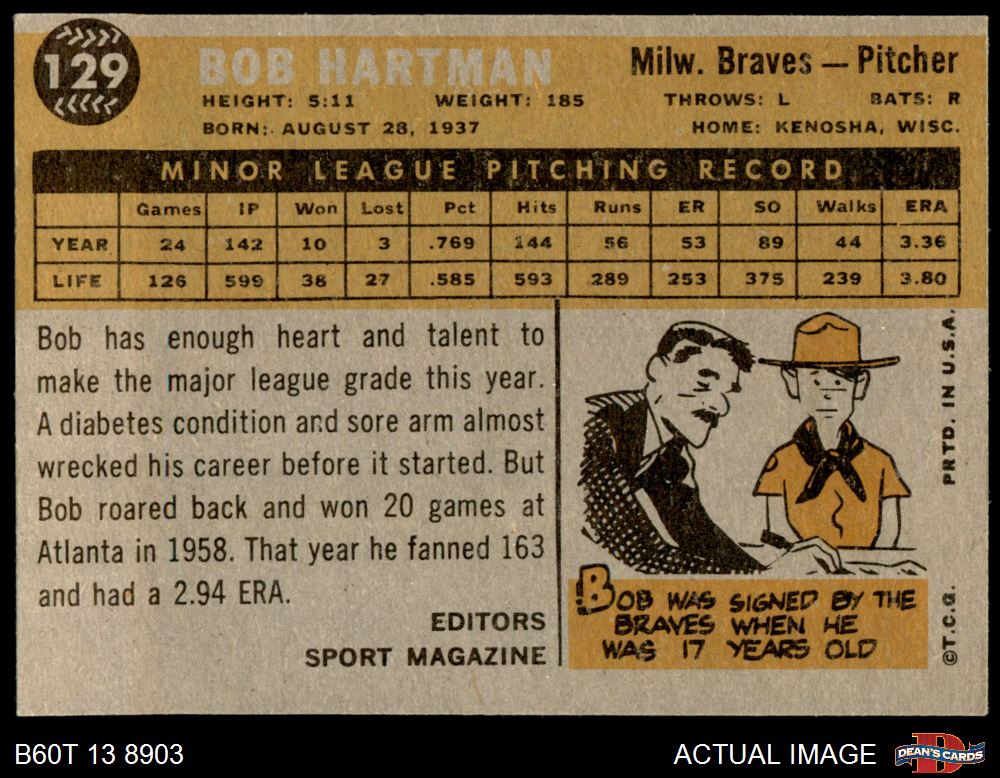 129
BOB HARTMAN
Milw. Braves — Pitcher
HEIGHT: 5:11 WEIGHT: 185 THROWS: L BATS: R
BORN: AUGUST 28, 1937 HOME: KENOSHA, WISC.
MINOR LEAGUE PITCHING RECORD
Games IP Won Lost Pct Hits Runs ER SO Walks ERA
YEAR 24 142 10 3 .769 144 56 53 89 44 3.36
LIFE 126 599 38 27 .585 593 289 253 375 239 3.80
Bob has enough heart and talent to
make the major league grade this year.
A diabetes condition and sore arm almost
wrecked his career before it started. But
Bob roared back and won 20 games at
Atlanta in 1958. That year he fanned 163
and had a 2.94 ERA.
EDITORS
SPORT MAGAZINE
BOB WAS SIGNED BY THE
BRAVES WHEN HE
WAS 17 YEARS OLD
©T.C.G. PRTD. IN U.S.A.
B60T 13 8903
ACTUAL IMAGE
DEAN'S CARDS